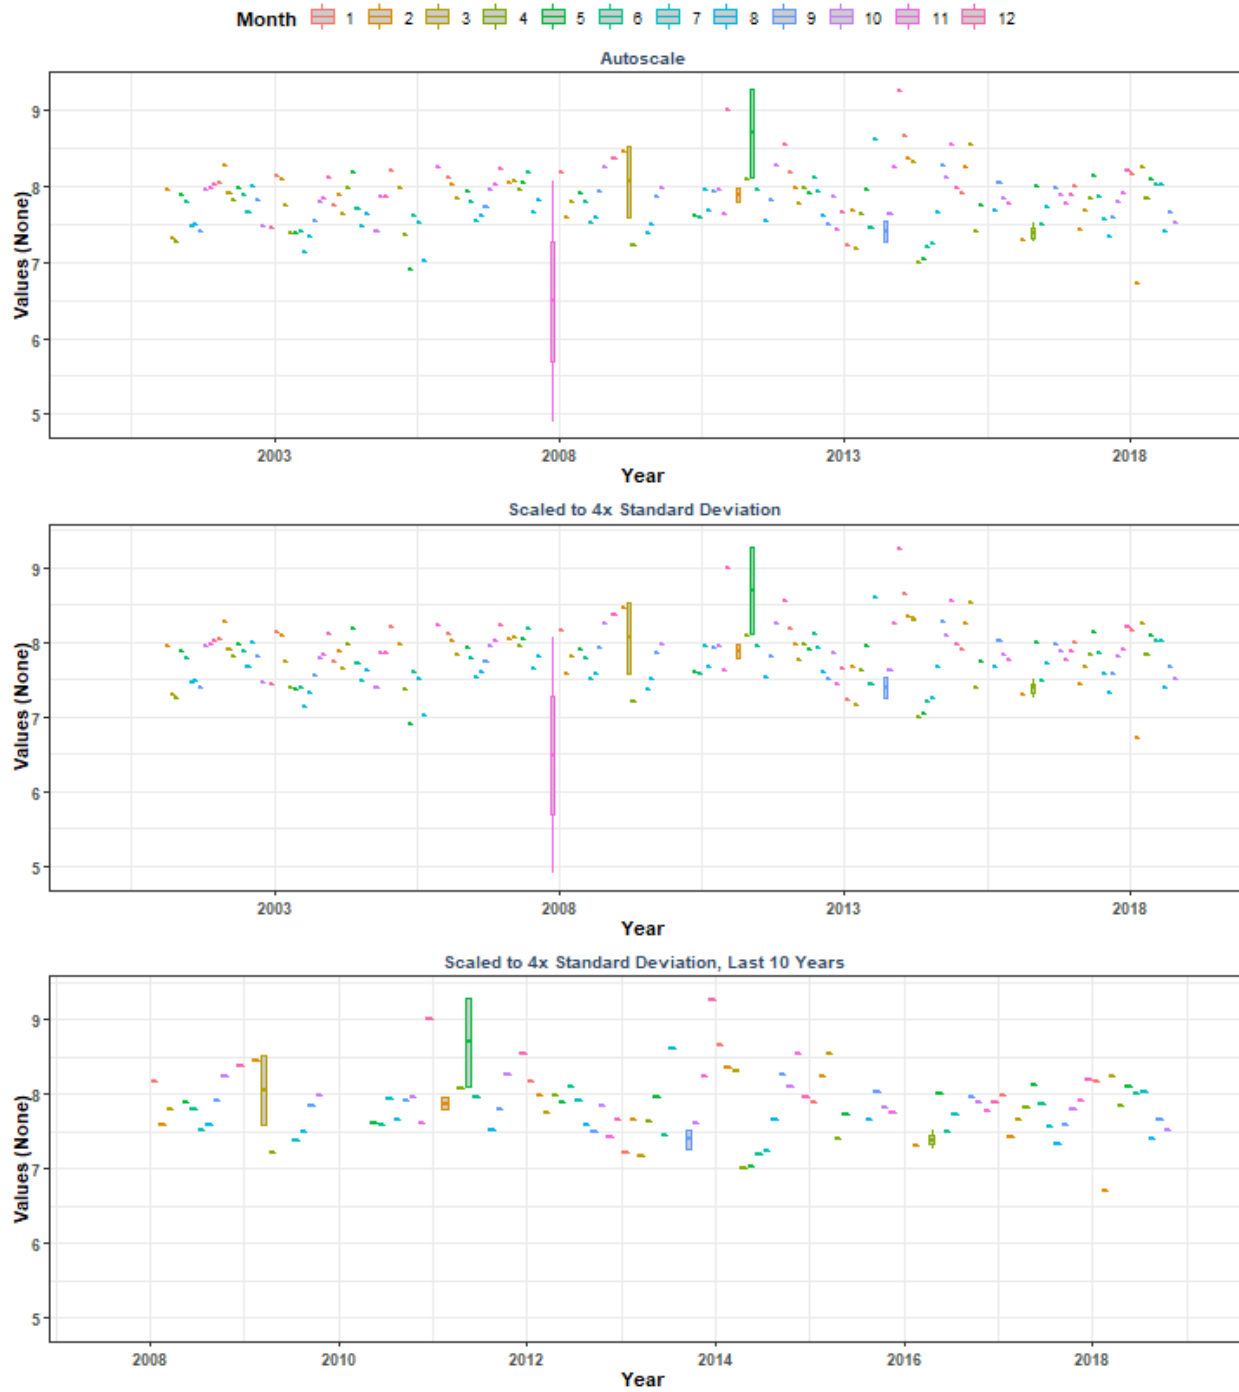 Month 1 2 3 4 5 6 7 8 9 10 11 12
Autoscale
Values (None)
9
8
7
6
5
2003 2008 2013 2018
Year
Scaled to 4x Standard Deviation
Values (None)
9
8
7
6
5
2003 2008 2013 2018
Year
Scaled to 4x Standard Deviation, Last 10 Years
Values (None)
9
8
7
6
5
2008 2010 2012 2014 2016 2018
Year